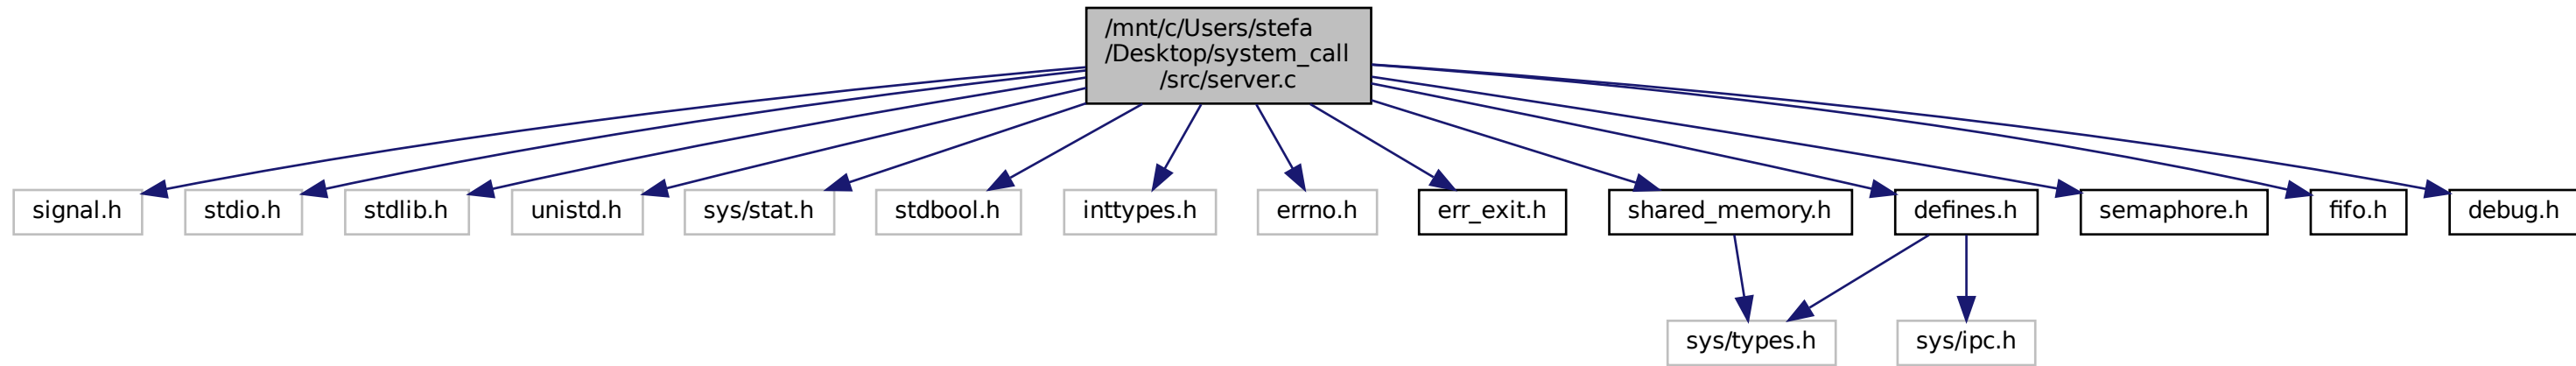 /mnt/c/Users/stefa
/Desktop/system_call
/src/server.c
signal.h
stdio.h
stdlib.h
unistd.h
sys/stat.h
stdbool.h
inttypes.h
errno.h
err_exit.h
shared_memory.h
defines.h
semaphore.h
fifo.h
debug.h
sys/types.h
sys/ipc.h